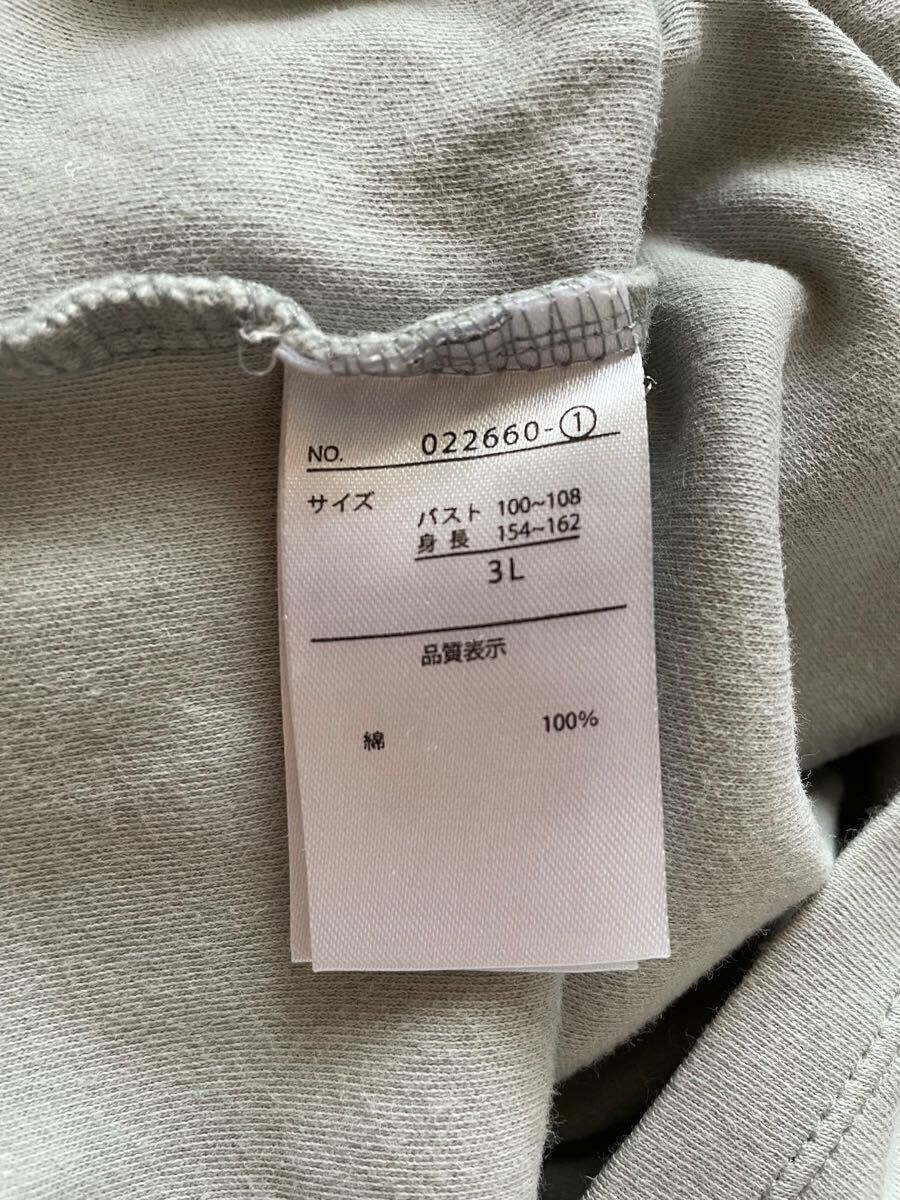 NO. 022660-①
サイズ バスト 100~108
身長 154~162
3L
品質表示
綿 100%